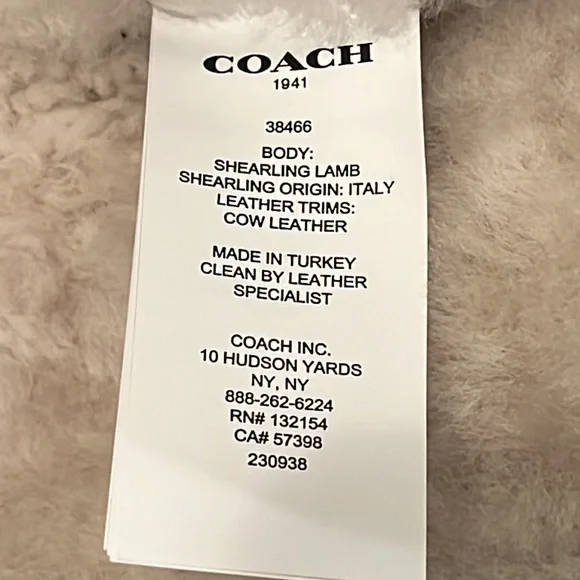 COACH
1941
38466
BODY:
SHEARLING LAMB
SHEARLING ORIGIN: ITALY
LEATHER TRIMS:
COW LEATHER
MADE IN TURKEY
CLEAN BY LEATHER
SPECIALIST
COACH INC.
10 HUDSON YARDS
NY, NY
888-262-6224
RN# 132154
CA# 57398
230938